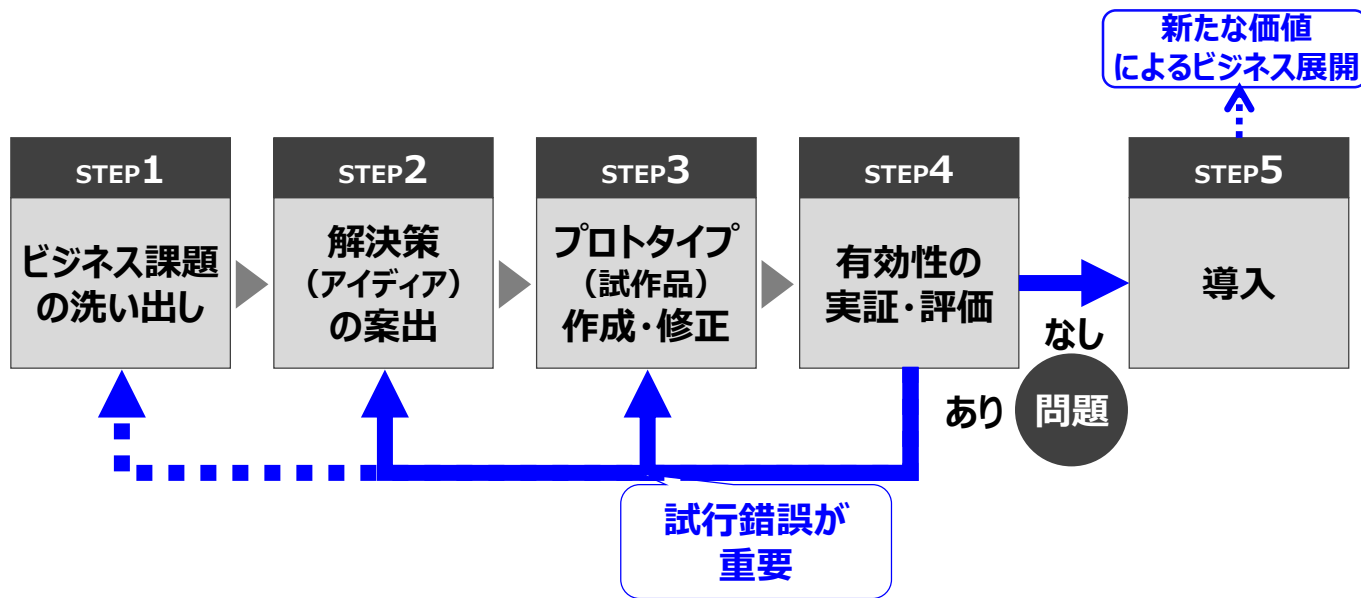 新たな価値
によるビジネス展開
STEP1
ビジネス課題
の洗い出し
STEP2
解決策
（アイディア）
の案出
STEP3
プロトタイプ
（試作品）
作成・修正
STEP4
有効性の
実証・評価
STEP5
導入
なし
あり
問題
試行錯誤が
重要